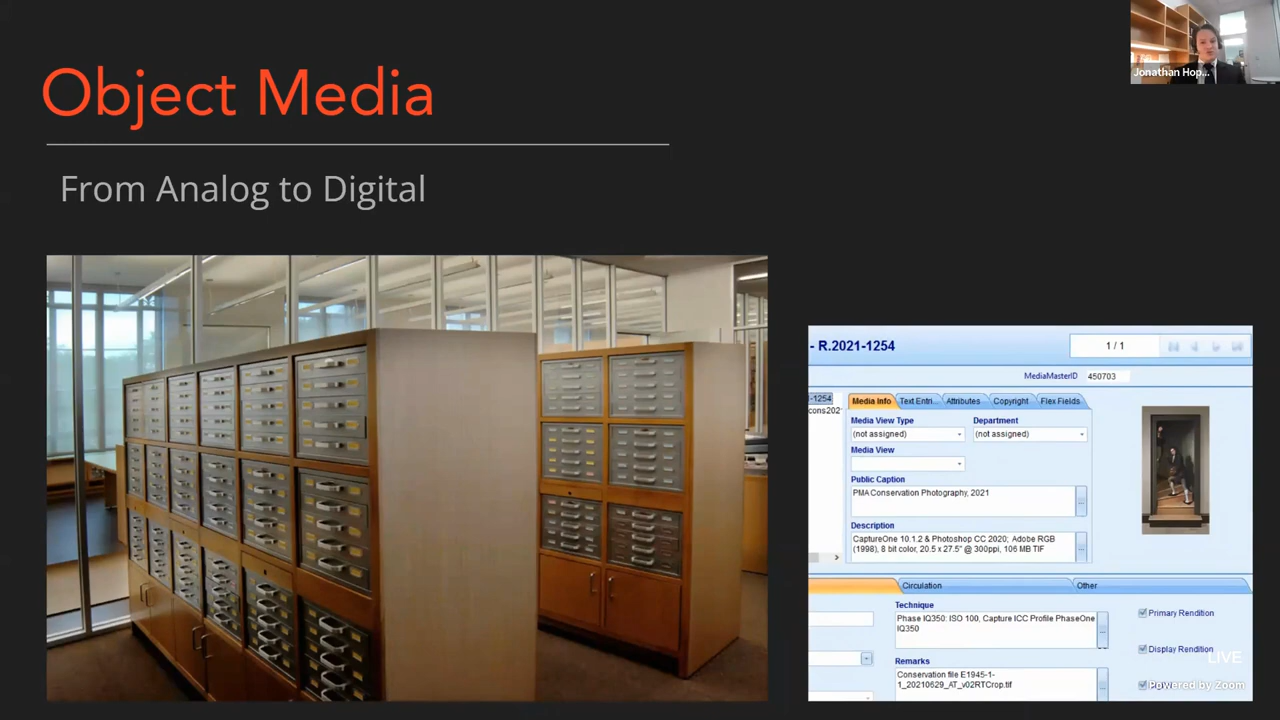 Object Media
Jonathan Hop...
From Analog to Digital
- R.2021-1254
1 / 1
MediaMasterID 450703
-1254
cons202
Media Info Text Entri... Attributes Copyright Flex Fields
Media View Type Department
(not assigned) (not assigned)
Media View
Public Caption
PMA Conservation Photography, 2021
Description
CaptureOne 10.1.2 & Photoshop CC 2020; Adobe RGB
(1998), 8 bit color, 20.5 x 27.5" @ 300ppi, 106 MB TIF
Circulation Other
Technique
Phase IQ350: ISO 100, Capture ICC Profile PhaseOne
IQ350
Primary Rendition
Display Rendition
Remarks
Conservation file E1945-1-
1_20210629_AT_v02RTCrop.tif
LIVE
Powered by Zoom